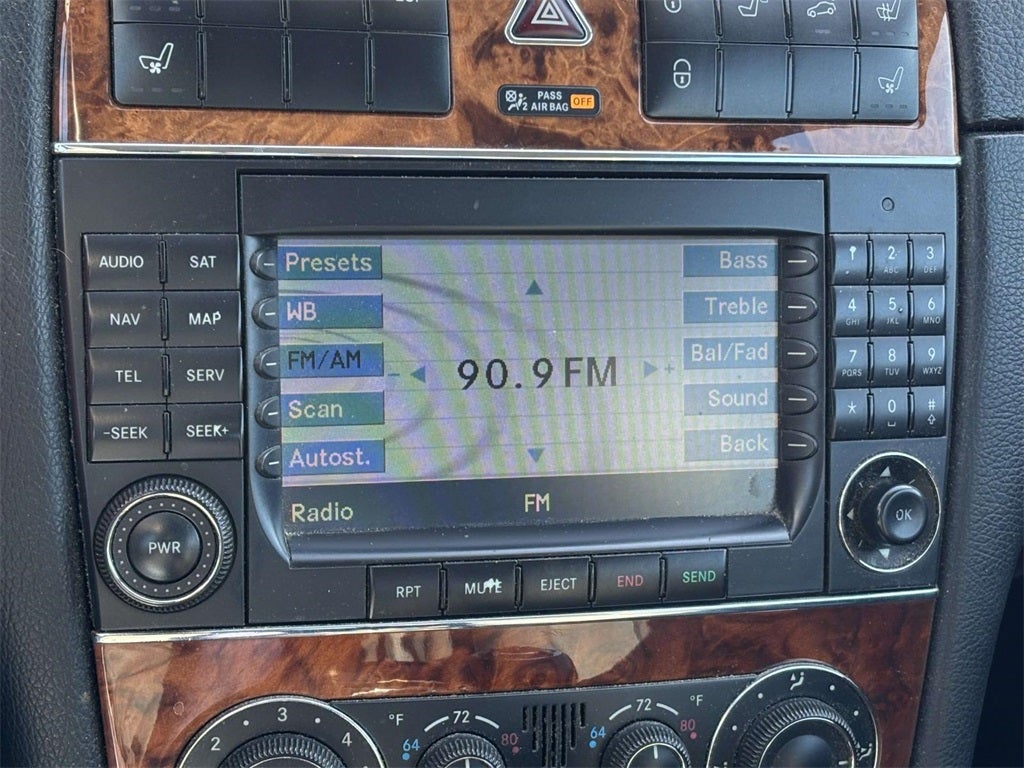 PASS
2 AIR BAG OFF
AUDIO SAT
NAV MAP
TEL SERV
-SEEK SEEK+
PWR
Presets
WB
FM/AM
Scan
Autost.
- 90.9 FM +
Bass
Treble
Bal/Fad
Sound
Back
Radio FM
RPT MUTE EJECT END SEND
1 2 3
ABC DEF
4 5 6
GHI JKL MNO
7 8 9
PQRS TUV WXYZ
* 0 #
OK
2 3 4
°F 72
64 80
72 °F
64 80